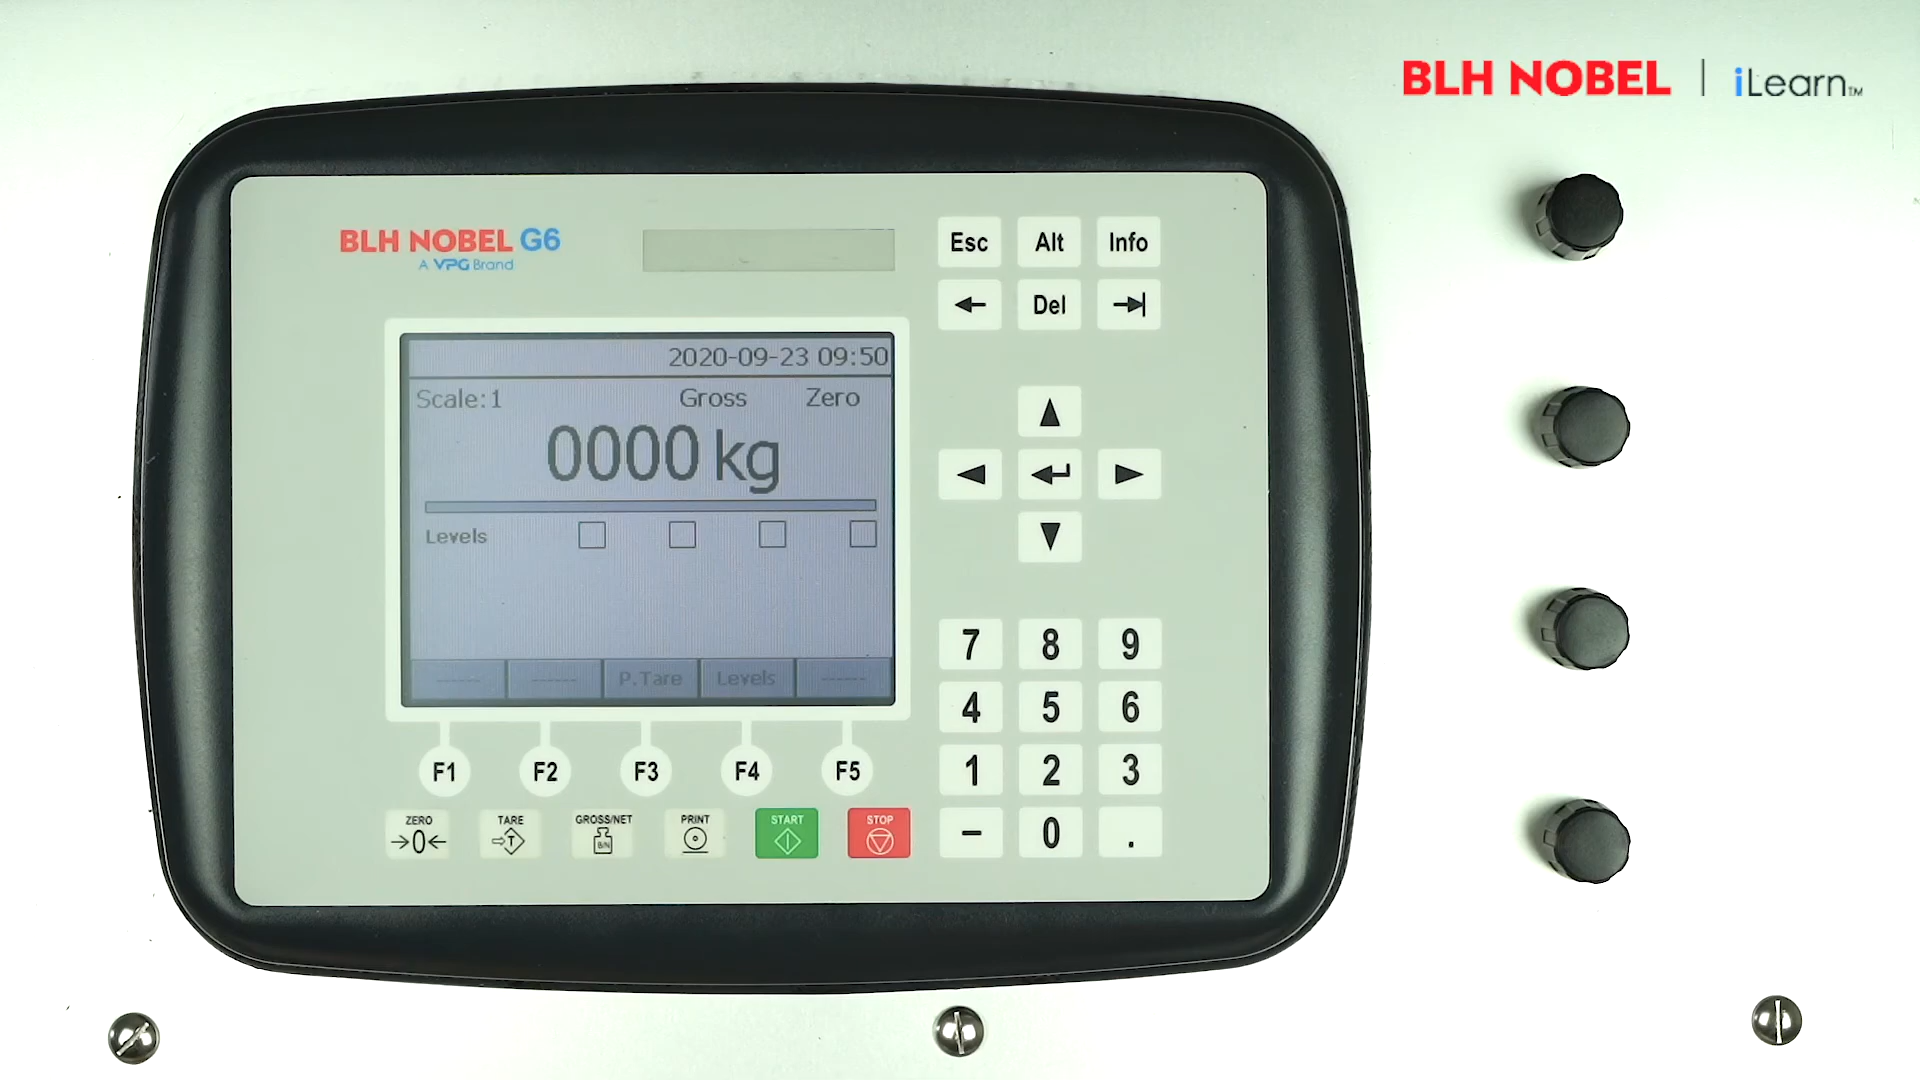 BLH NOBEL | iLearn™
BLH NOBEL G6
A VPG Brand
Esc Alt Info
Del
2020-09-23 09:50
Scale:1 Gross Zero
0000 kg
Levels
----- ----- P.Tare Levels -----
F1 F2 F3 F4 F5
ZERO TARE GROSS/NET PRINT START STOP
→0← T B/N
7 8 9
4 5 6
1 2 3
– 0 .